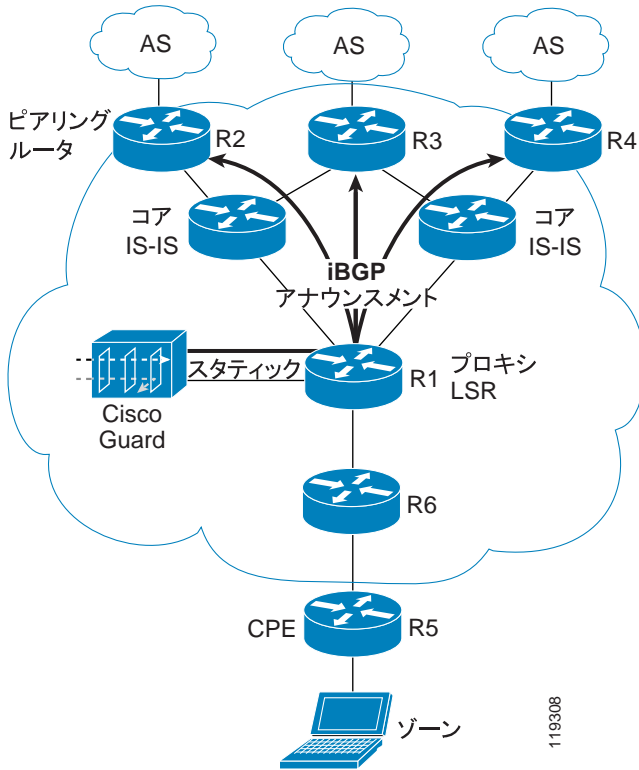 AS
AS
AS
ピアリング
ルータ
R2
R3
R4
コア
IS-IS
コア
IS-IS
iBGP
アナウンスメント
スタティック
R1
プロキシ
LSR
Cisco
Guard
R6
CPE
R5
ゾーン
119308